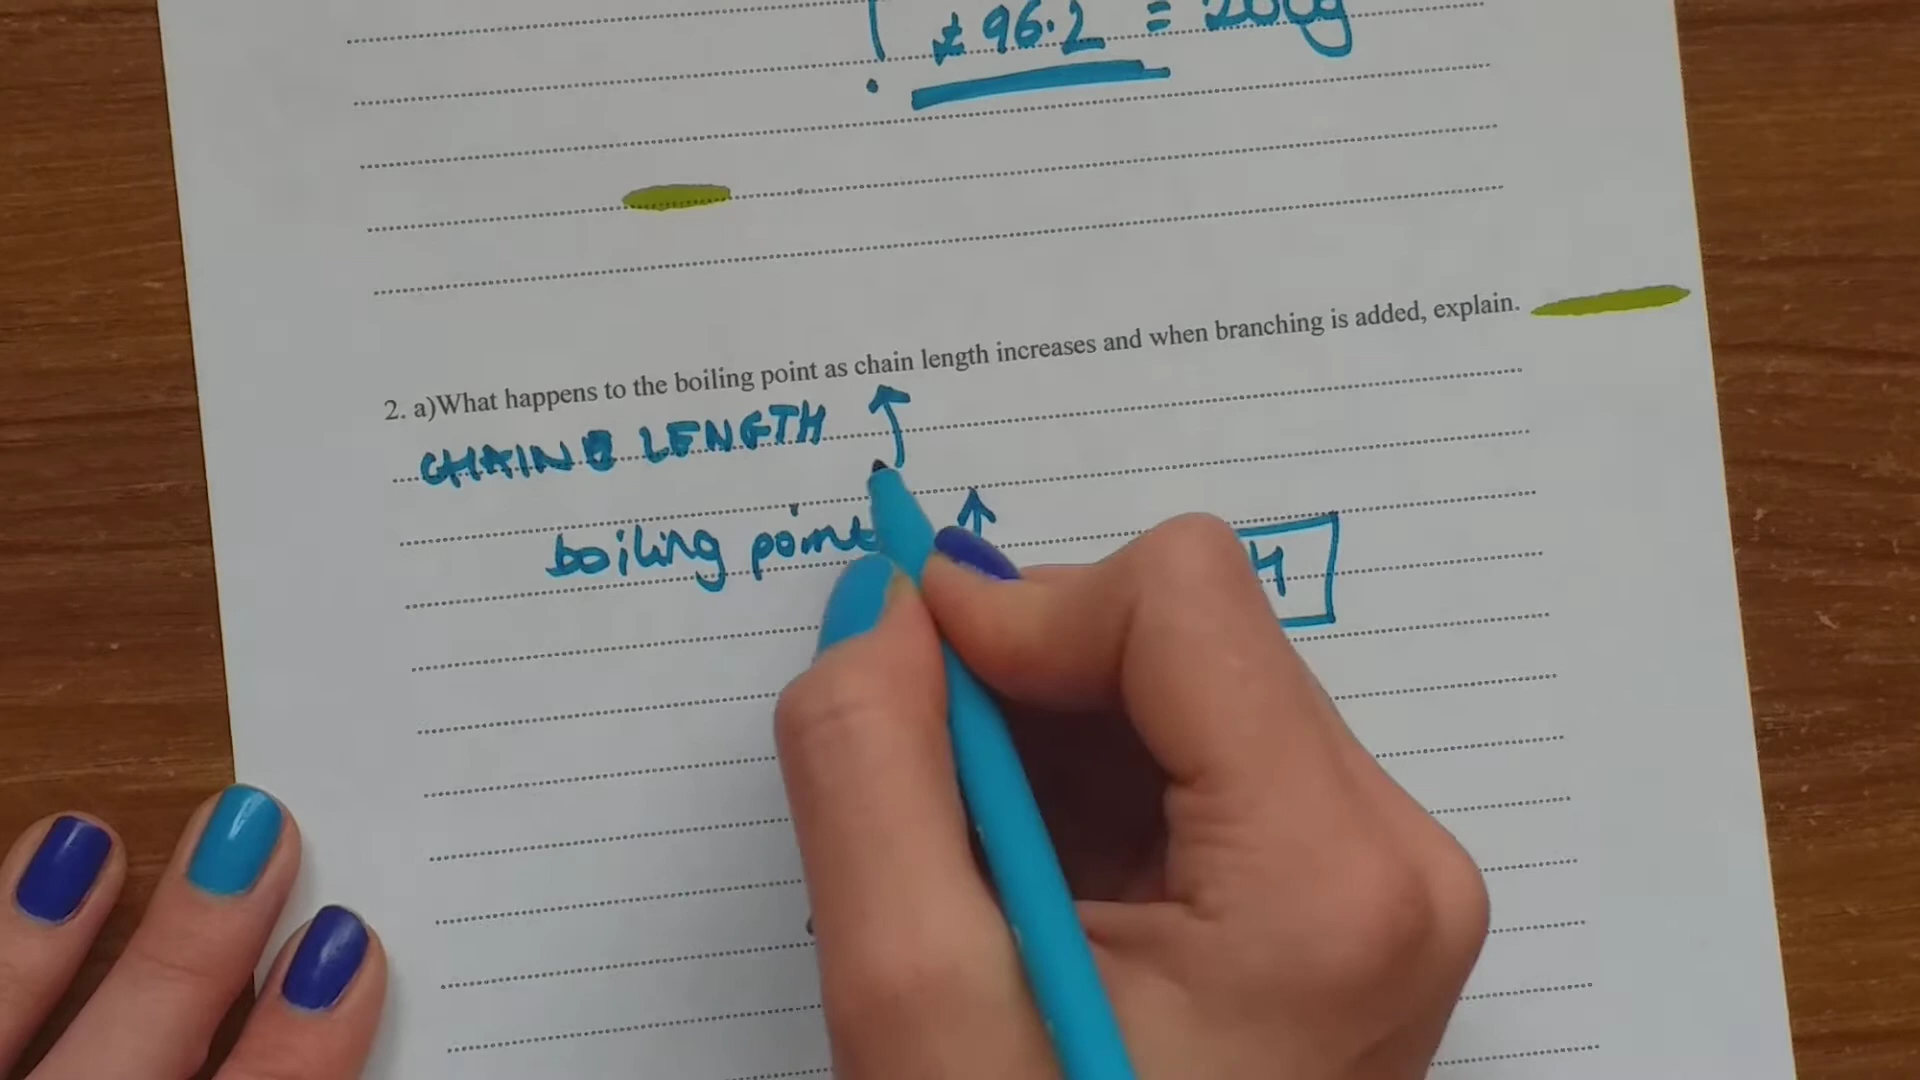 96.2 = 200g
2. a)What happens to the boiling point as chain length increases and when branching is added, explain.
CHAIN LENGTH ↑
boiling point ↑
H